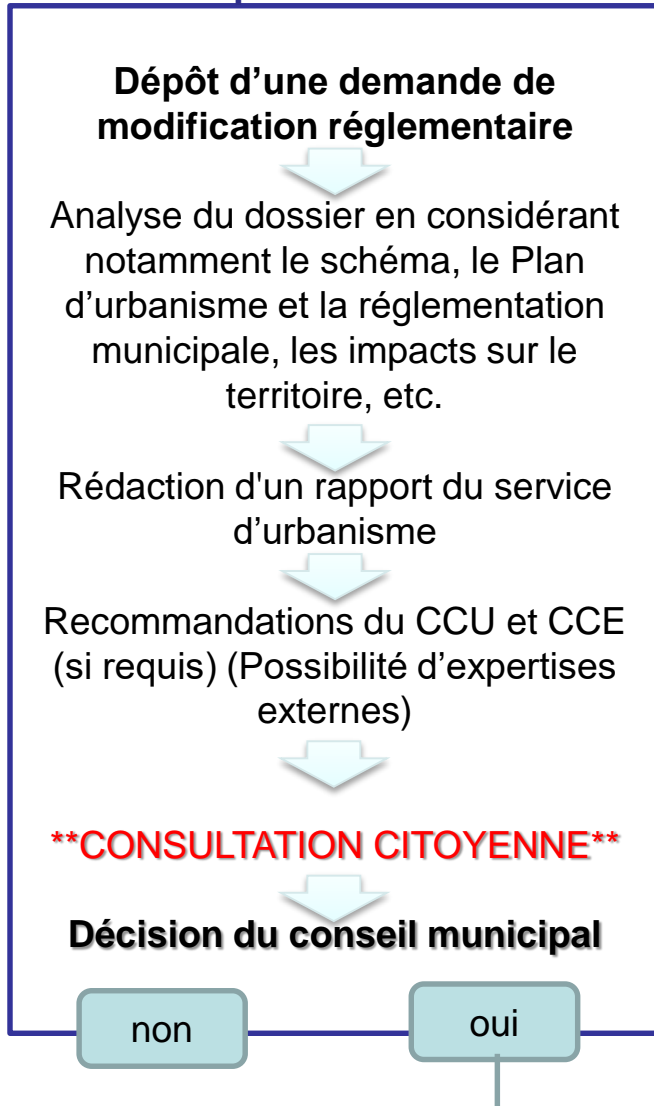 Dépôt d’une demande de
modification réglementaire
Analyse du dossier en considérant
notamment le schéma, le Plan
d’urbanisme et la réglementation
municipale, les impacts sur le
territoire, etc.
Rédaction d'un rapport du service
d’urbanisme
Recommandations du CCU et CCE
(si requis) (Possibilité d’expertises
externes)
**CONSULTATION CITOYENNE**
Décision du conseil municipal
non
oui